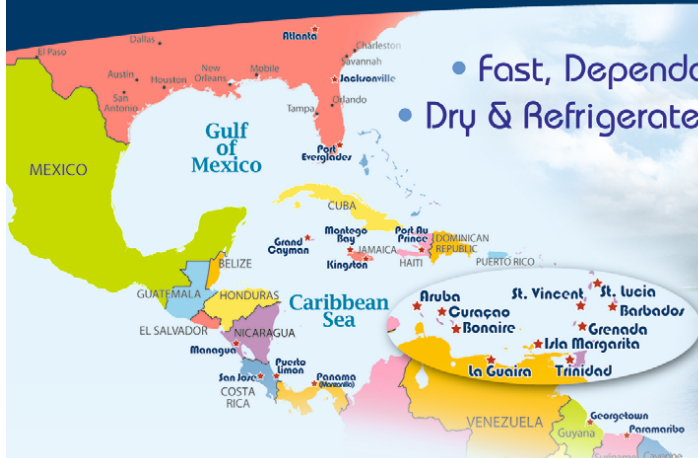 Dallas
El Paso
Atlanta
Charleston
Savannah
Austin
Houston
New
Orleans
Mobile
Jacksonville
San
Antonio
Tampa
Orlando
• Fast, Dependa
• Dry & Refrigerate
Gulf
of
Mexico
Port
Everglades
MEXICO
CUBA
Grand
Cayman
Montego
Bay
JAMAICA
Kingston
Port Au
Prince
HAITI
DOMINICAN
REPUBLIC
PUERTO RICO
BELIZE
GUATEMALA
HONDURAS
EL SALVADOR
NICARAGUA
Managua
Caribbean
Sea
Aruba
Curaçao
Bonaire
St. Vincent
St. Lucia
Barbados
Grenada
Isla Margarita
La Guaira
Trinidad
San Jose
Puerto
Limon
COSTA
RICA
Panama
(Manzanillo)
VENEZUELA
Georgetown
Guyana
Paramaribo